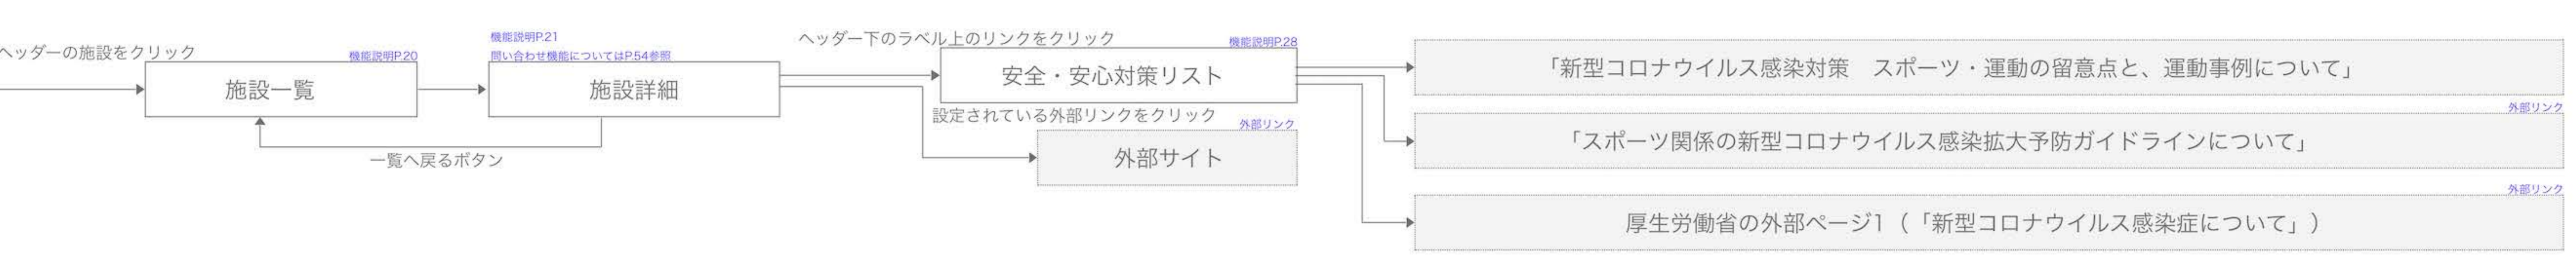 ヘッダーの施設をクリック
機能説明P.20
施設一覧
機能説明P.21
問い合わせ機能についてはP.54参照
施設詳細
一覧へ戻るボタン
ヘッダー下のラベル上のリンクをクリック
機能説明P.28
安全・安心対策リスト
設定されている外部リンクをクリック
外部リンク
外部サイト
「新型コロナウイルス感染対策　スポーツ・運動の留意点と、運動事例について」
外部リンク
「スポーツ関係の新型コロナウイルス感染拡大予防ガイドラインについて」
外部リンク
厚生労働省の外部ページ1（「新型コロナウイルス感染症について」）